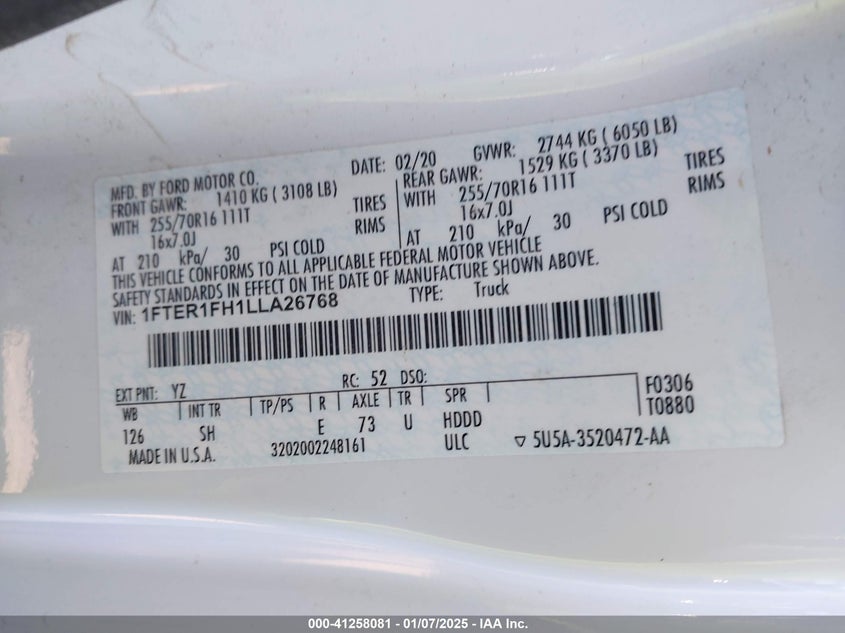 MFD. BY FORD MOTOR CO.
DATE: 02/20 GVWR: 2744 KG ( 6050 LB)
FRONT GAWR: 1410 KG ( 3108 LB) REAR GAWR: 1529 KG ( 3370 LB)
WITH 255/70R16 111T TIRES WITH 255/70R16 111T TIRES
16x7.0J RIMS 16x7.0J RIMS
AT 210 kPa/ 30 PSI COLD AT 210 kPa/ 30 PSI COLD
THIS VEHICLE CONFORMS TO ALL APPLICABLE FEDERAL MOTOR VEHICLE
SAFETY STANDARDS IN EFFECT ON THE DATE OF MANUFACTURE SHOWN ABOVE.
VIN: 1FTER1FH1LLA26768 TYPE: Truck
EXT PNT: YZ RC: 52 DSO:
WB INT TR TP/PS R AXLE TR SPR F0306
126 SH E 73 U HDDD T0880
MADE IN U.S.A. 3202002248161 ULC ▽ 5U5A-3520472-AA
000-41258081 - 01/07/2025 - IAA Inc.